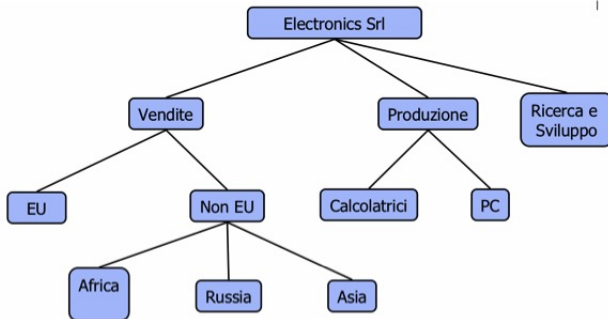 Electronics Srl
Vendite
Produzione
Ricerca e
Sviluppo
EU
Non EU
Calcolatrici
PC
Africa
Russia
Asia